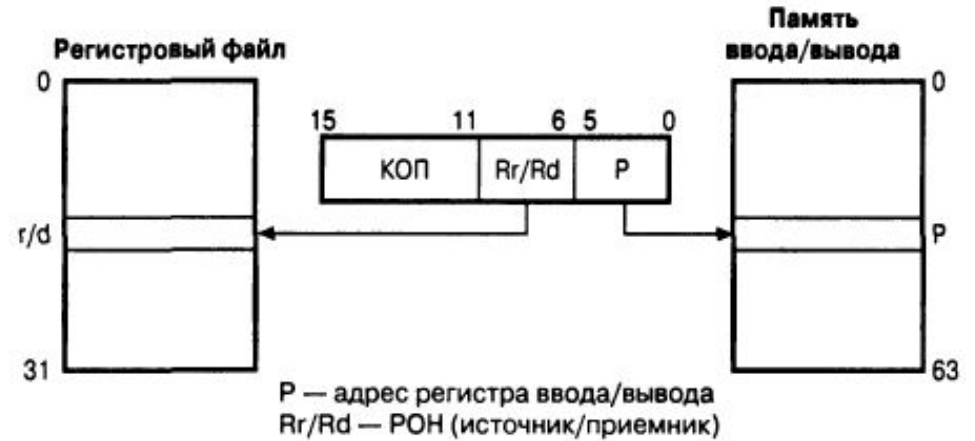 Регистровый файл
Память
ввода/вывода
0
0
15 11 6 5 0
КОП Rr/Rd P
r/d
P
31
63
P — адрес регистра ввода/вывода
Rr/Rd — РОН (источник/приемник)